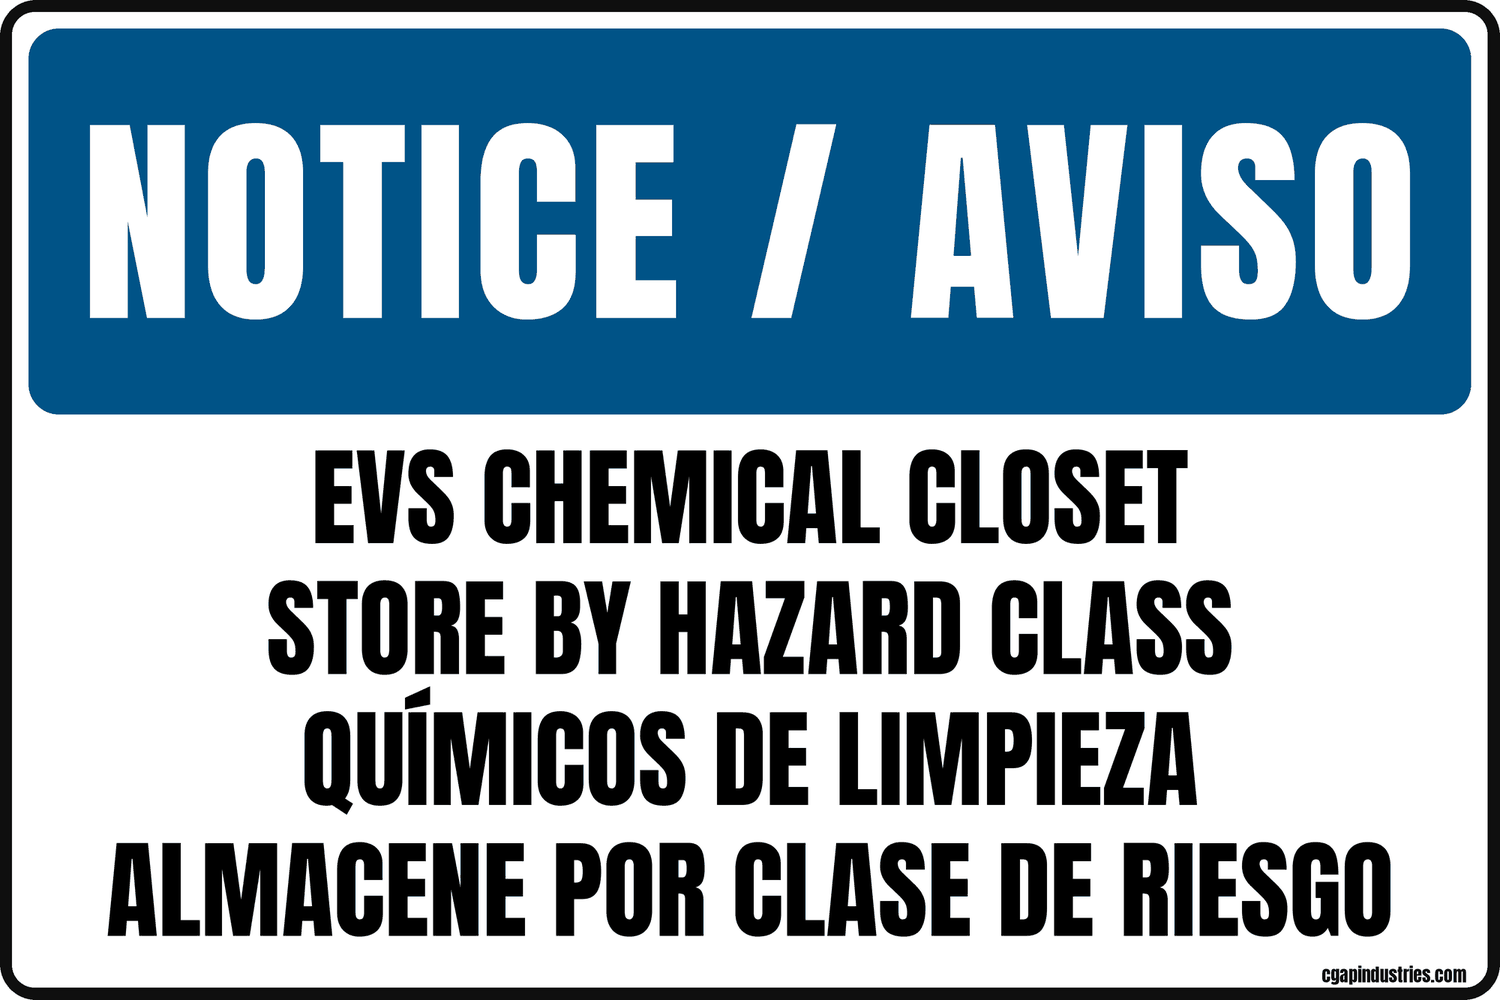 NOTICE / AVISO
EVS CHEMICAL CLOSET
STORE BY HAZARD CLASS
QUÍMICOS DE LIMPIEZA
ALMACENE POR CLASE DE RIESGO
cgapindustries.com